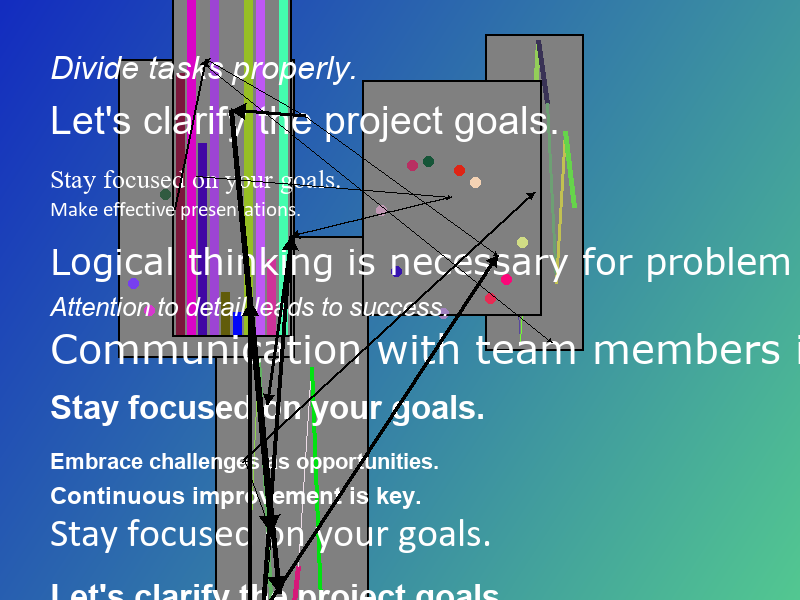 Divide tasks properly.
Let's clarify the project goals.
Stay focused on your goals.
Make effective presentations.
Logical thinking is necessary for problem
Attention to detail leads to success.
Communication with team members i
Stay focused on your goals.
Embrace challenges as opportunities.
Continuous improvement is key.
Stay focused on your goals.
Let's clarify the project goals.